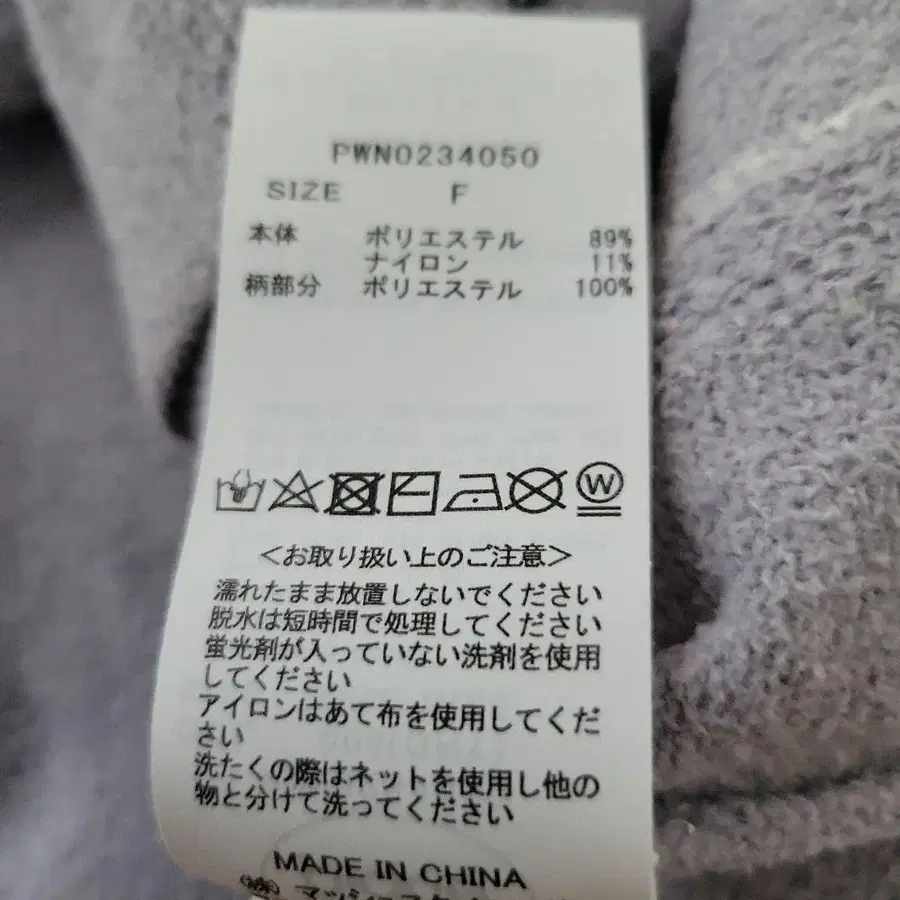 PWN0234050
SIZE F
本体 ポリエステル 89%
ナイロン 11%
柄部分 ポリエステル 100%
W
<お取り扱い上のご注意>
濡れたまま放置しないでください
脱水は短時間で処理してください
蛍光剤が入っていない洗剤を使用
してください
アイロンはあて布を使用してくだ
さい
洗たくの際はネットを使用し他の
物と分けて洗ってください
MADE IN CHINA